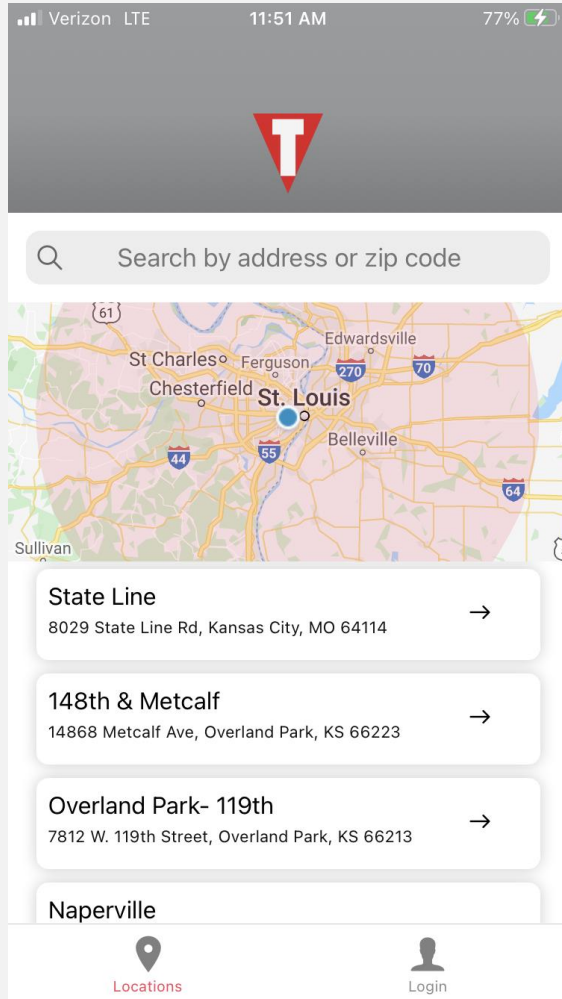 Verizon LTE 11:51 AM 77%
T
Search by address or zip code
61
Edwardsville
St Charles Ferguson 270 70
Chesterfield St. Louis
Belleville
44 55
64
Sullivan
State Line
8029 State Line Rd, Kansas City, MO 64114
148th & Metcalf
14868 Metcalf Ave, Overland Park, KS 66223
Overland Park- 119th
7812 W. 119th Street, Overland Park, KS 66213
Naperville
Locations Login